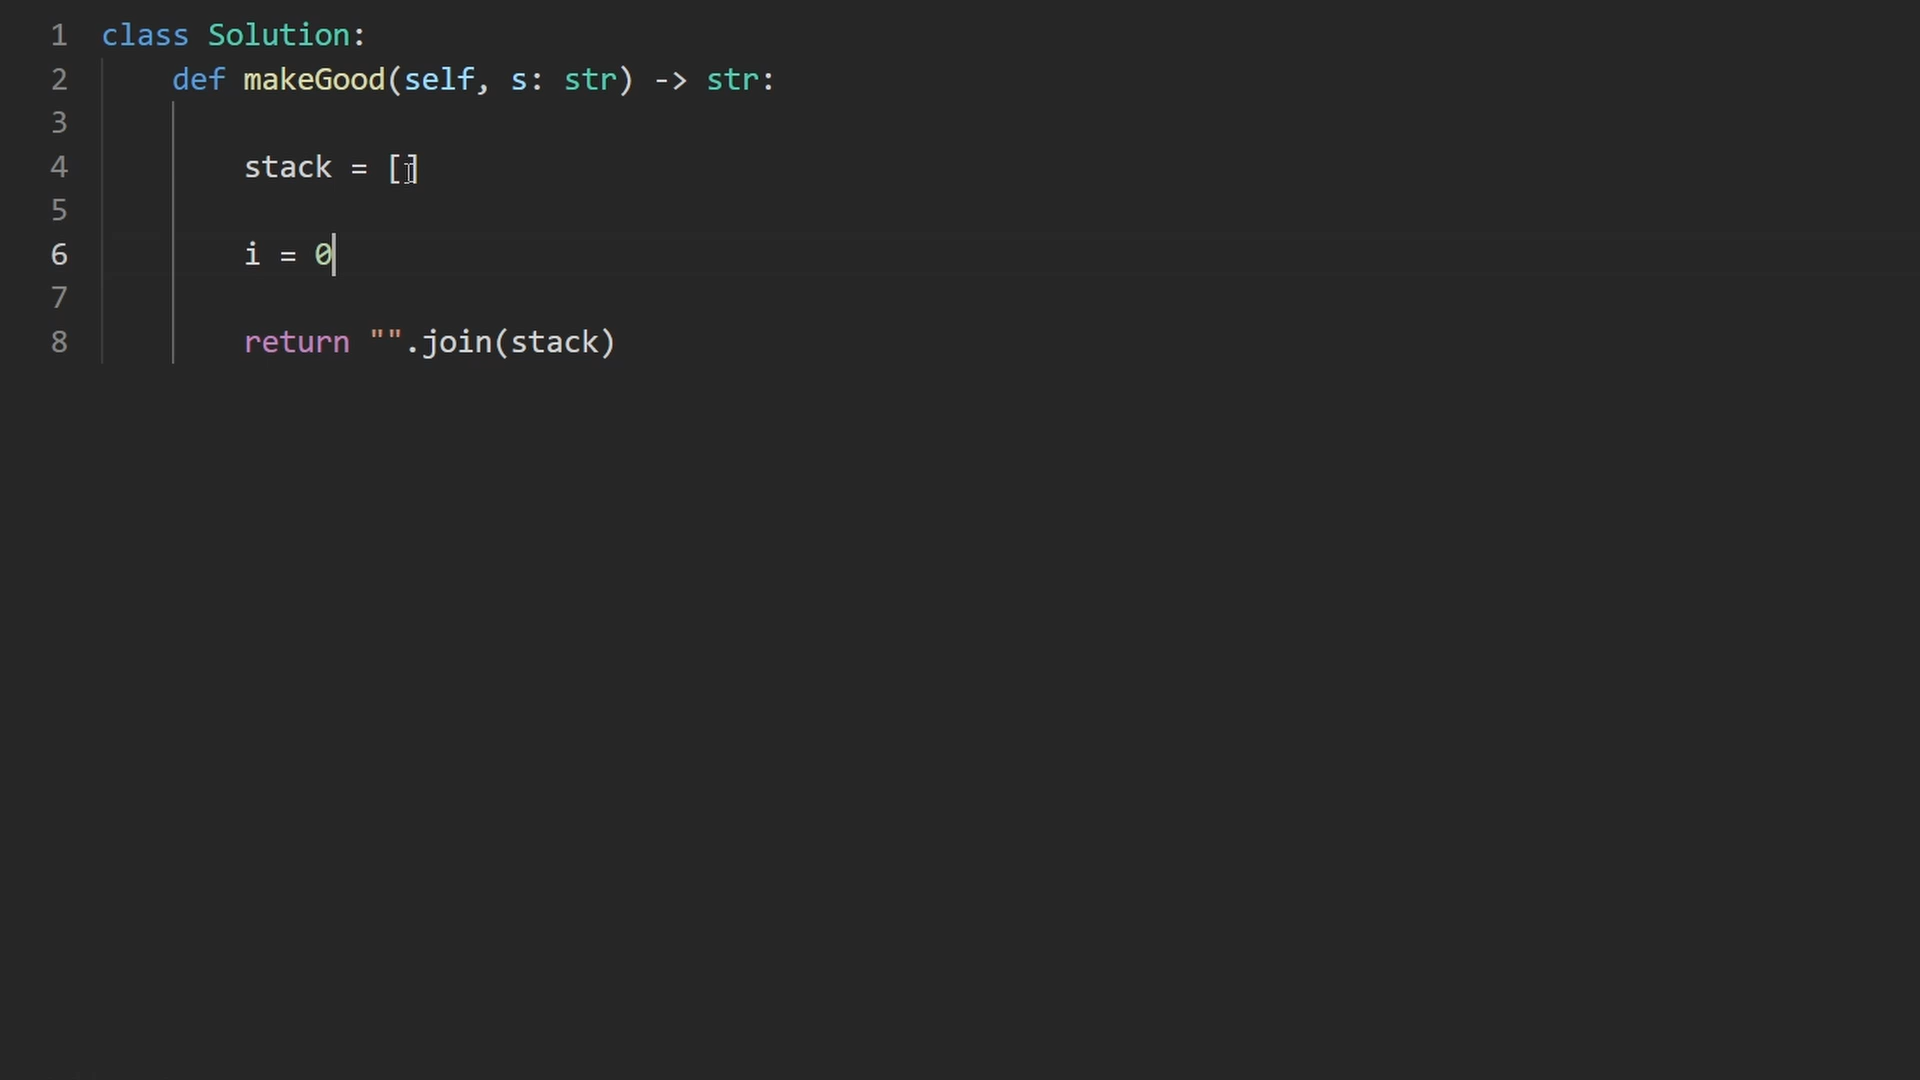 1 class Solution:
2     def makeGood(self, s: str) -> str:
3
4         stack = []
5
6         i = 0
7
8         return "".join(stack)